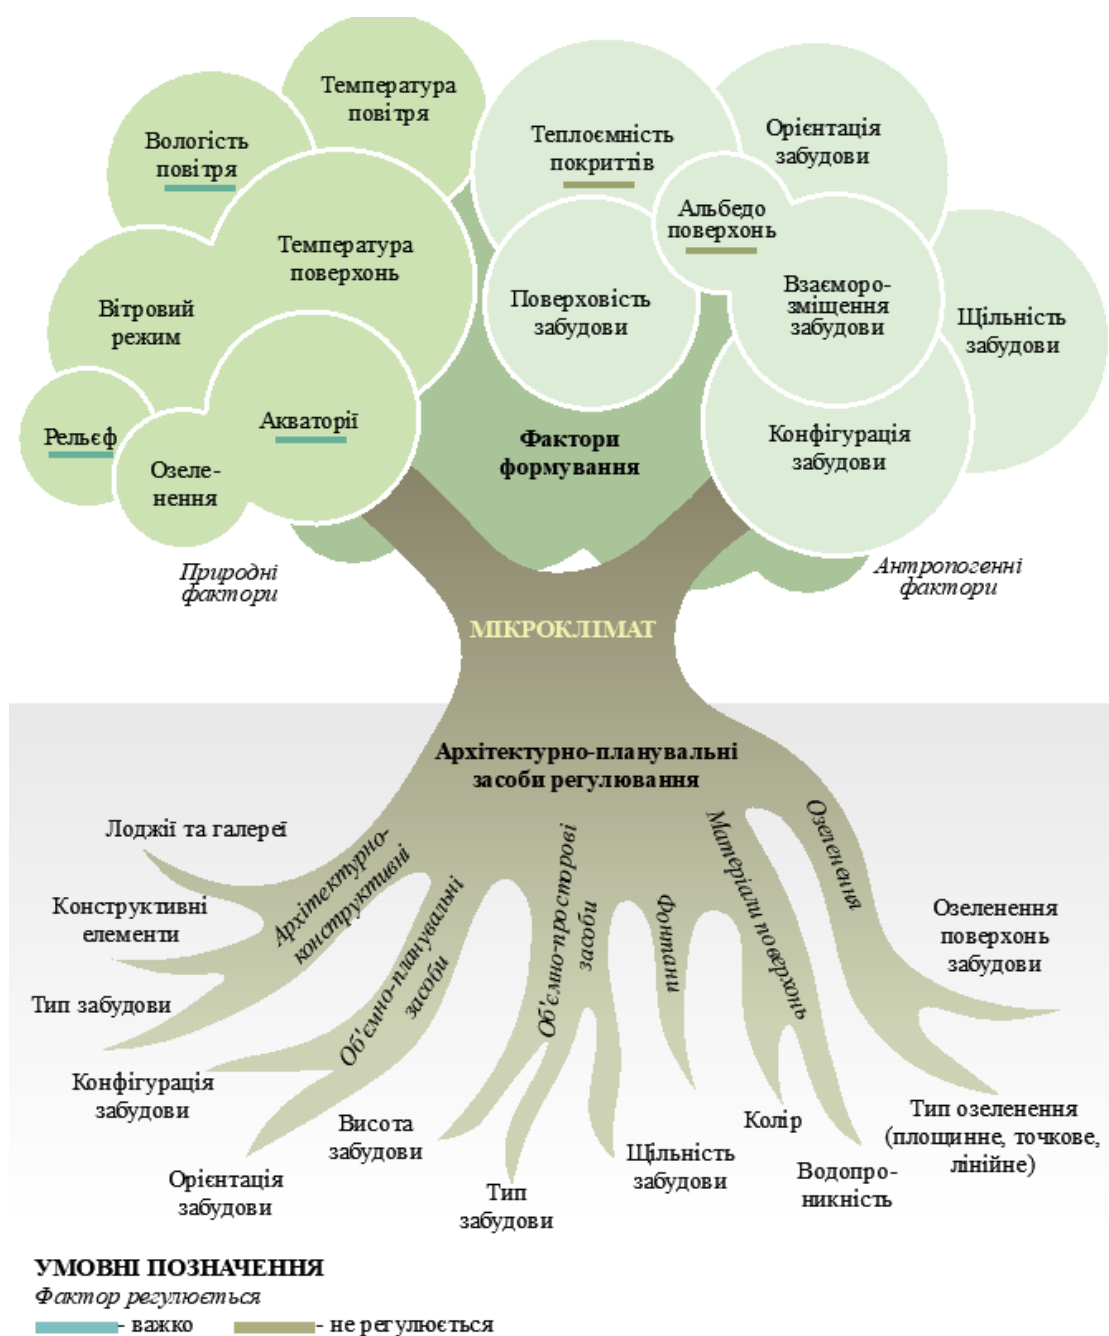 Температура
повітря
Вологість
повітря
Температура
поверхонь
Вітровий
режим
Рельєф
Озеле-
нення
Акваторії
Теплоємність
покриттів
Орієнтація
забудови
Альбедо
поверхонь
Поверховість
забудови
Взаєморо-
зміщення
забудови
Щільність
забудови
Конфігурація
забудови
Фактори
формування
Природні
фактори
Антропогенні
фактори
МІКРОКЛІМАТ
Архітектурно-планувальні
засоби регулювання
Лоджії та галереї
Архітектурно-
конструктивні
Конструктивні
елементи
Тип забудови
Об'ємно-планувальні
засоби
Конфігурація
забудови
Орієнтація
забудови
Об'ємно-просторові
засоби
Висота
забудови
Тип
забудови
Щільність
забудови
Фонтани
Матеріали поверхонь
Колір
Водопро-
никність
Озеленення
Озеленення
поверхонь
забудови
Тип озеленення
(площинне, точкове,
лінійне)
УМОВНІ ПОЗНАЧЕННЯ
Фактор регулюється
- важко - не регулюється